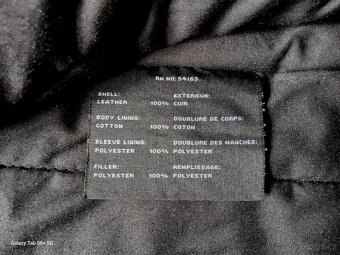 RN NO: 54163
SHELL: EXTERIEUR:
LEATHER 100% CUIR
BODY LINING: DOUBLURE DE CORPS:
COTTON 100% COTON
SLEEVE LINING: DOUBLURE DES MANCHES:
POLYESTER 100% POLYESTER
FILLER: REMPLISSAGE:
POLYESTER 100% POLYESTER
Galaxy Tab S8+ 5G